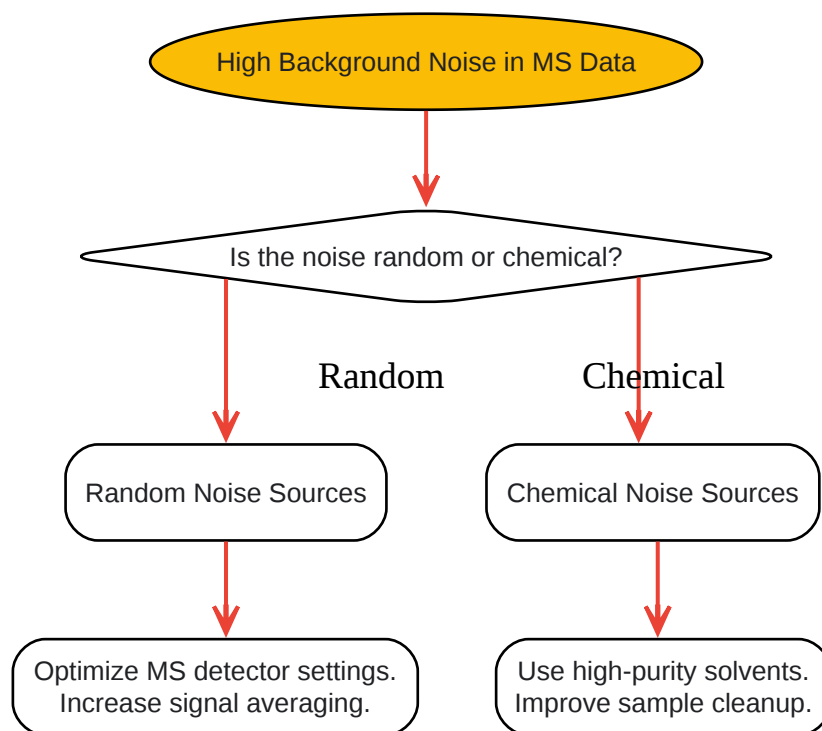 High Background Noise in MS Data
Is the noise random or chemical?
Random
Chemical
Random Noise Sources
Chemical Noise Sources
Optimize MS detector settings.
Increase signal averaging.
Use high-purity solvents.
Improve sample cleanup.